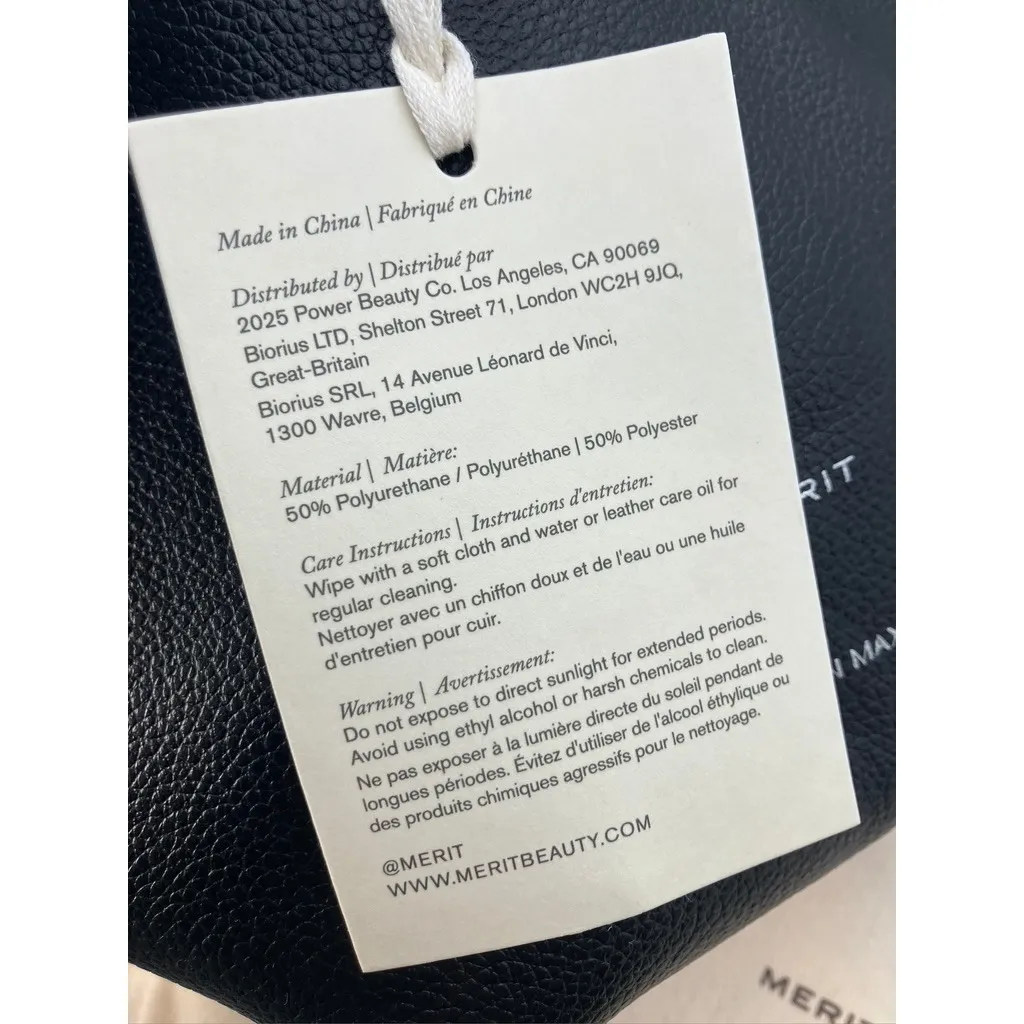 Made in China | Fabriqué en Chine
Distributed by | Distribué par
2025 Power Beauty Co. Los Angeles, CA 90069
Biorius LTD, Shelton Street 71, London WC2H 9JQ,
Great-Britain
Biorius SRL, 14 Avenue Léonard de Vinci,
1300 Wavre, Belgium
Material | Matière:
50% Polyurethane / Polyuréthane | 50% Polyester
Care Instructions | Instructions d'entretien:
Wipe with a soft cloth and water or leather care oil for
regular cleaning.
Nettoyer avec un chiffon doux et de l'eau ou une huile
d'entretien pour cuir.
Warning | Avertissement:
Do not expose to direct sunlight for extended periods.
Avoid using ethyl alcohol or harsh chemicals to clean.
Ne pas exposer à la lumière directe du soleil pendant de
longues périodes. Évitez d'utiliser de l'alcool éthylique ou
des produits chimiques agressifs pour le nettoyage.
@MERIT
WWW.MERITBEAUTY.COM
RIT
N MAX
MERIT